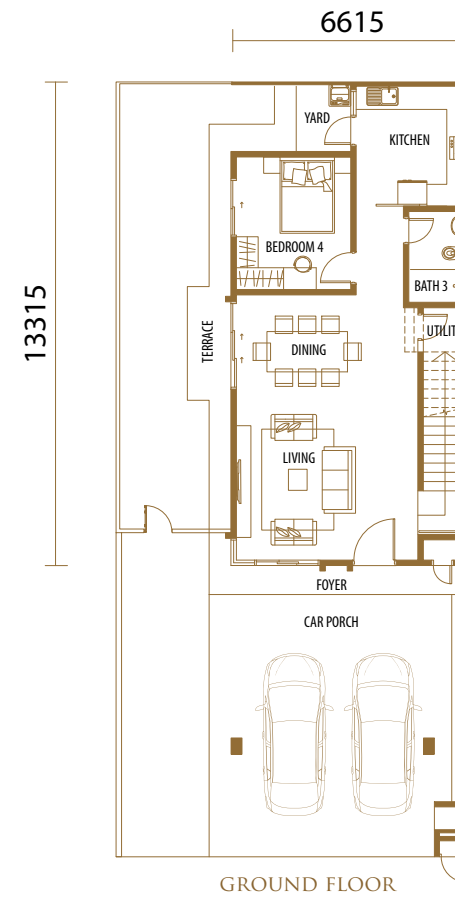 6615
YARD
KITCHEN
13315
BEDROOM 4
BATH 3
UTILIT
TERRACE
DINING
LIVING
FOYER
CAR PORCH
GROUND FLOOR